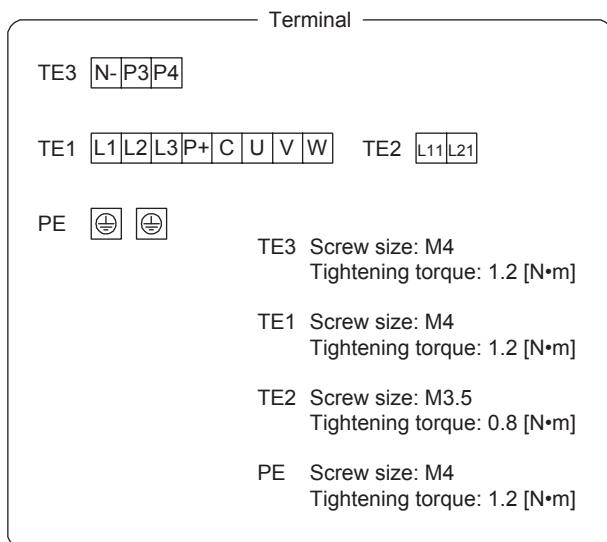 Terminal
TE3 N- P3 P4
TE1 L1 L2 L3 P+ C U V W TE2 L11 L21
PE
TE3 Screw size: M4
Tightening torque: 1.2 [N•m]
TE1 Screw size: M4
Tightening torque: 1.2 [N•m]
TE2 Screw size: M3.5
Tightening torque: 0.8 [N•m]
PE Screw size: M4
Tightening torque: 1.2 [N•m]